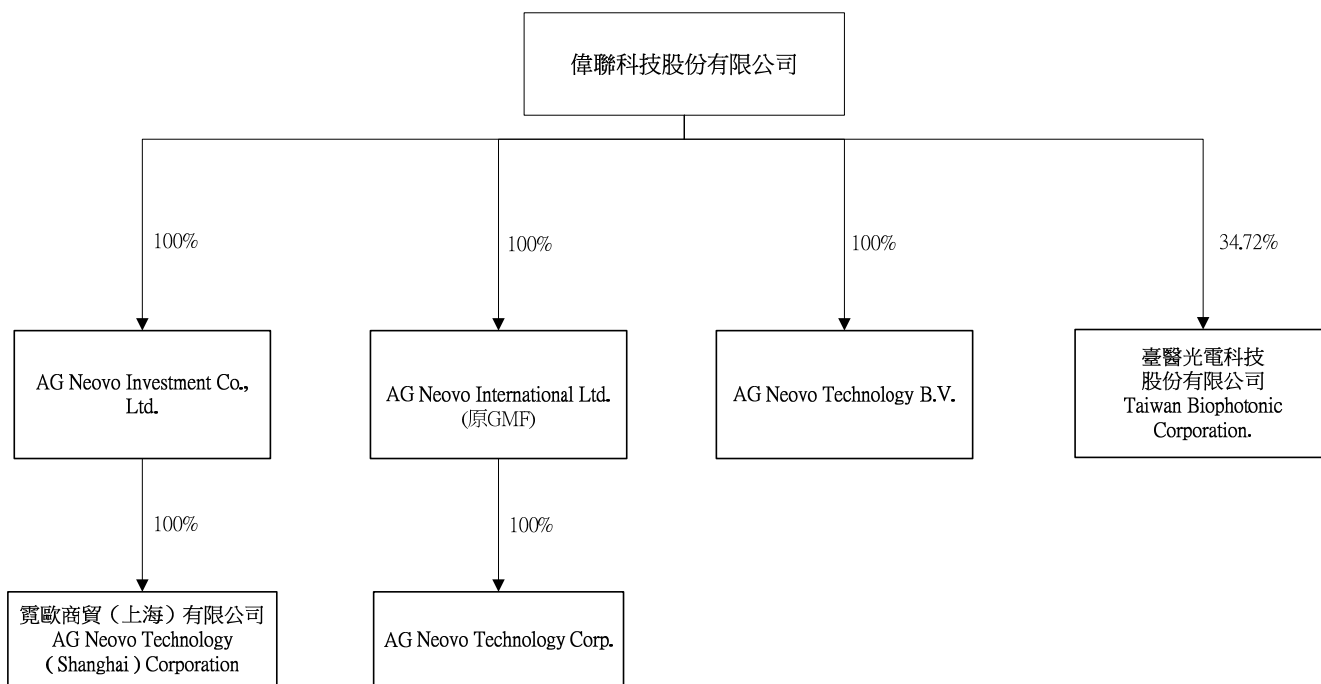 偉聯科技股份有限公司
100%
100%
100%
34.72%
AG Neovo Investment Co.,
Ltd.
AG Neovo International Ltd.
(原GMF)
AG Neovo Technology B.V.
臺醫光電科技
股份有限公司
Taiwan Biophotonic
Corporation.
100%
100%
霓歐商貿（上海）有限公司
AG Neovo Technology
（Shanghai）Corporation
AG Neovo Technology Corp.